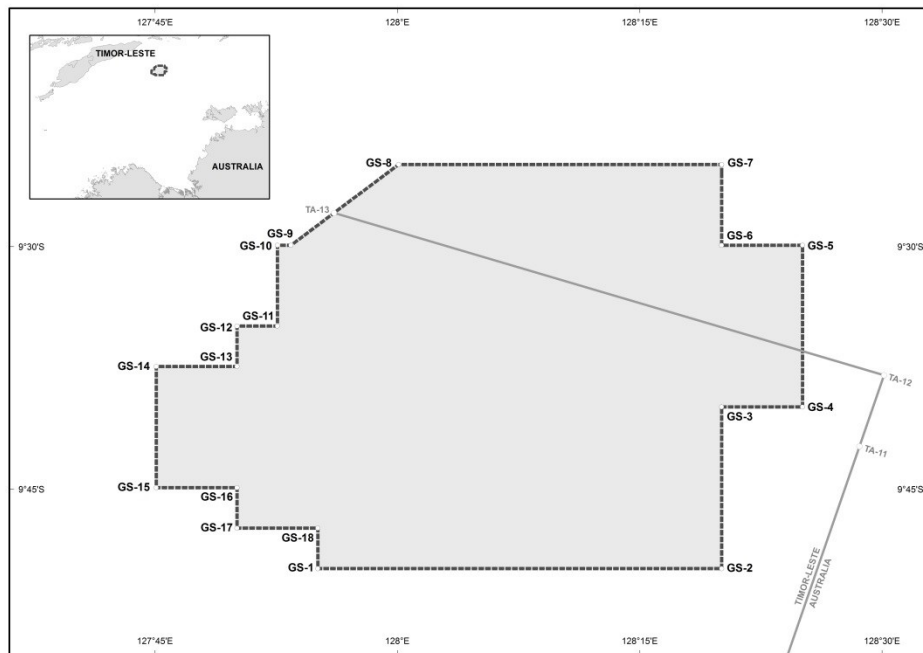 127°45'E 128°E 128°15'E 128°30'E
TIMOR-LESTE
AUSTRALIA
GS-8 GS-7
TA-13
GS-9
9°30'S GS-10 GS-6 GS-5 9°30'S
GS-11
GS-12
GS-13
GS-14
TA-12
GS-4
GS-3
TA-11
9°45'S GS-15 9°45'S
GS-16
GS-17
GS-18
GS-1 GS-2
TIMOR-LESTE
AUSTRALIA
127°45'E 128°E 128°15'E 128°30'E